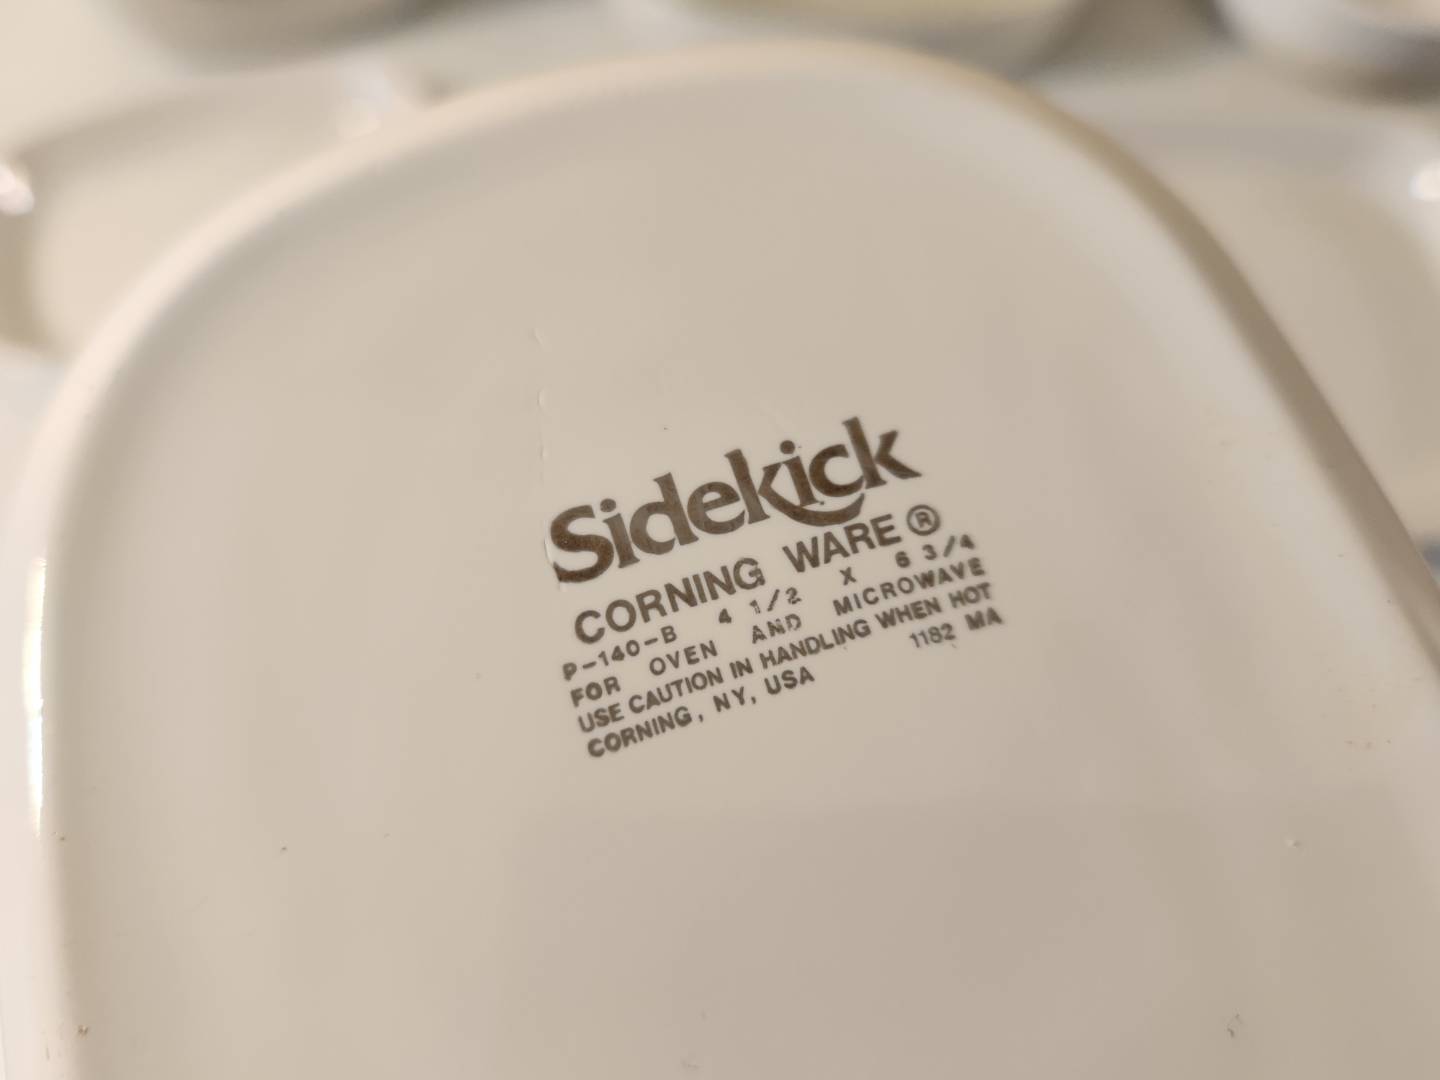 Sidekick
CORNING WARE ®
P-140-B 4 1/2 X 6 3/4
FOR OVEN AND MICROWAVE
USE CAUTION IN HANDLING WHEN HOT
CORNING, NY, USA 1182 MA